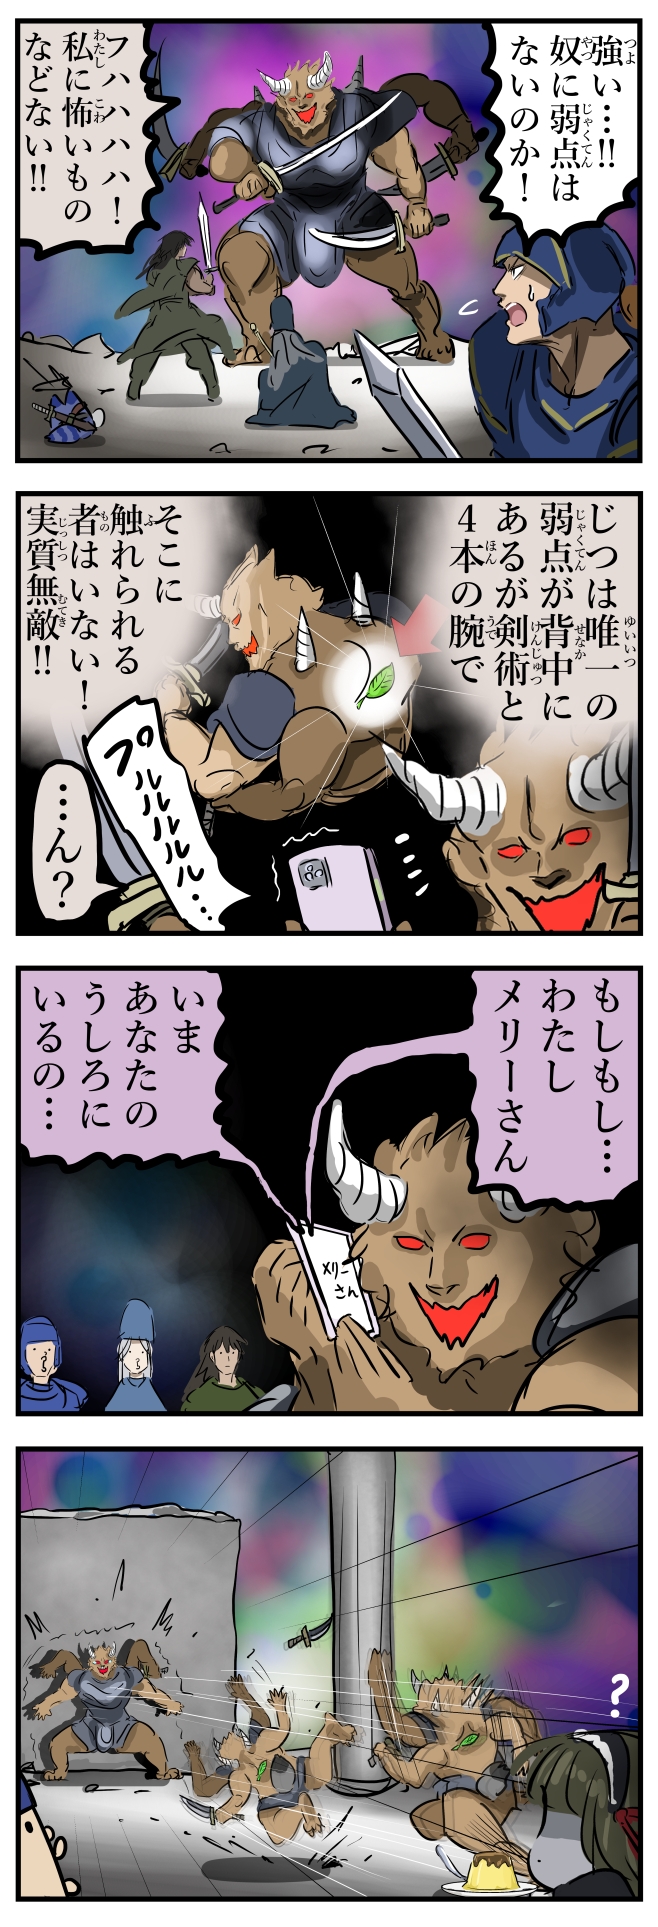 強い…!!
奴に弱点は
ないのか！
フハハハハ！
私に怖いもの
などない!!
じつは唯一の
弱点が背中に
あるが剣術と
４本の腕で
そこに
触れられる
者はいない！
実質無敵!!
プルルルルル…
…ん？
もしもし…
わたし
メリーさん
いま
あなたの
うしろに
いるの…
メリー
さん
？